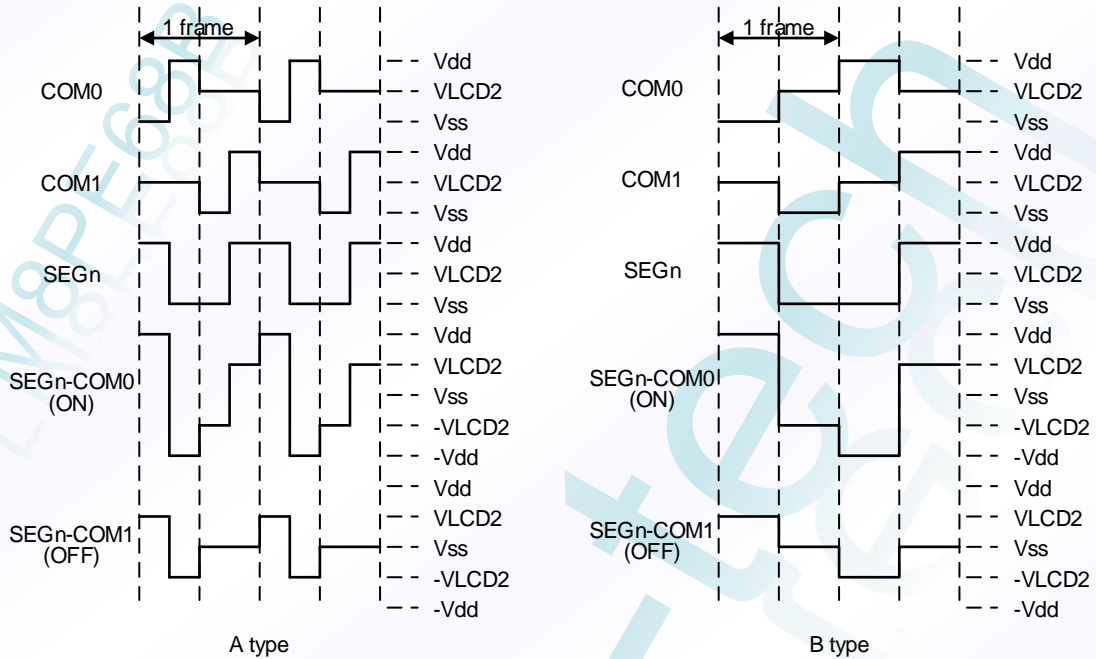 1 frame
COM0
Vdd
VLCD2
Vss
COM1
Vdd
VLCD2
Vss
SEGn
Vdd
VLCD2
Vss
SEGn-COM0
(ON)
Vdd
VLCD2
Vss
-VLCD2
-Vdd
SEGn-COM1
(OFF)
Vdd
VLCD2
Vss
-VLCD2
-Vdd
A type
1 frame
COM0
Vdd
VLCD2
Vss
COM1
Vdd
VLCD2
Vss
SEGn
Vdd
VLCD2
Vss
SEGn-COM0
(ON)
Vdd
VLCD2
Vss
-VLCD2
-Vdd
SEGn-COM1
(OFF)
Vdd
VLCD2
Vss
-VLCD2
-Vdd
B type
M8PE68B
-tech